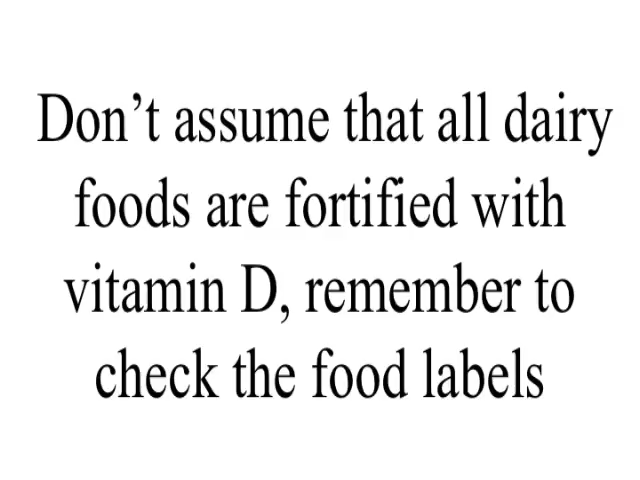 Don’t assume that all dairy
foods are fortified with
vitamin D, remember to
check the food labels